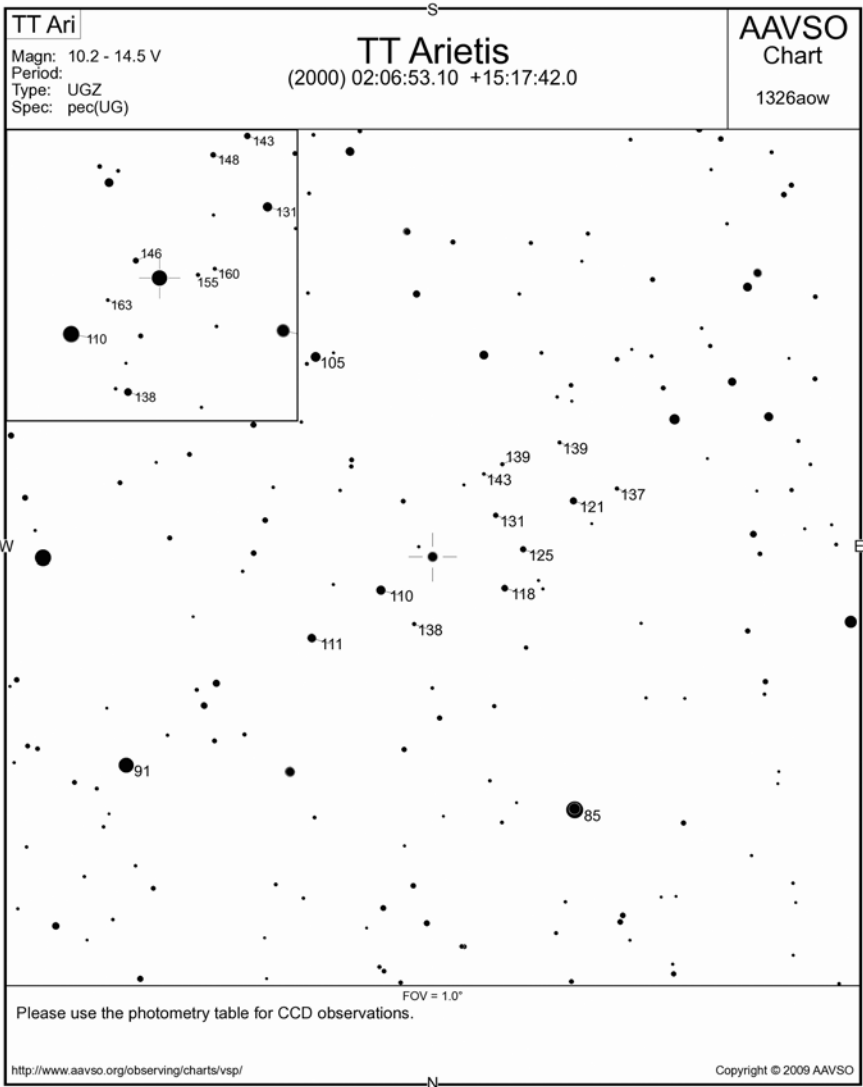 S
TT Ari
Magn: 10.2 - 14.5 V
Period:
Type: UGZ
Spec: pec(UG)
TT Arietis
(2000) 02:06:53.10 +15:17:42.0
AAVSO
Chart
1326aow
143
148
131
146
160
155
163
110
138
105
139
139
143
137
121
131
W
E
125
110
118
138
111
91
85
FOV = 1.0°
Please use the photometry table for CCD observations.
http://www.aavso.org/observing/charts/vsp/
Copyright © 2009 AAVSO
N